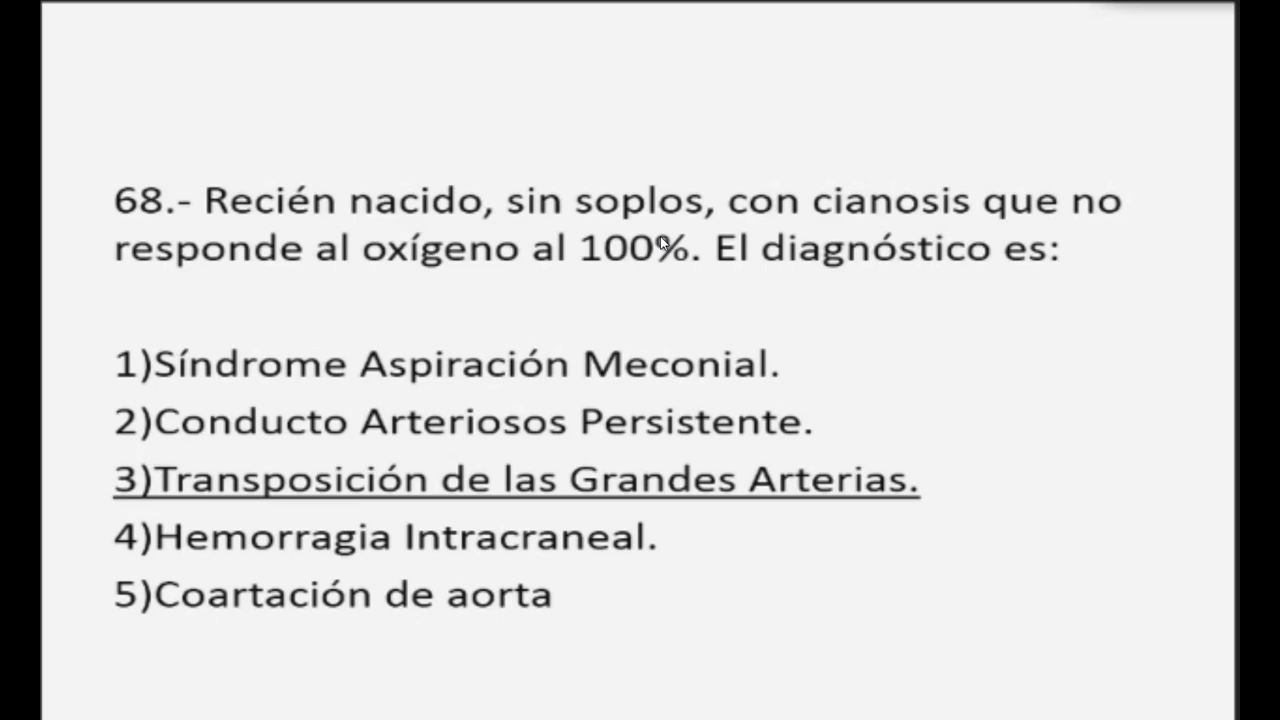 68.- Recién nacido, sin soplos, con cianosis que no
responde al oxígeno al 100%. El diagnóstico es:
1)Síndrome Aspiración Meconial.
2)Conducto Arteriosos Persistente.
3)Transposición de las Grandes Arterias.
4)Hemorragia Intracraneal.
5)Coartación de aorta